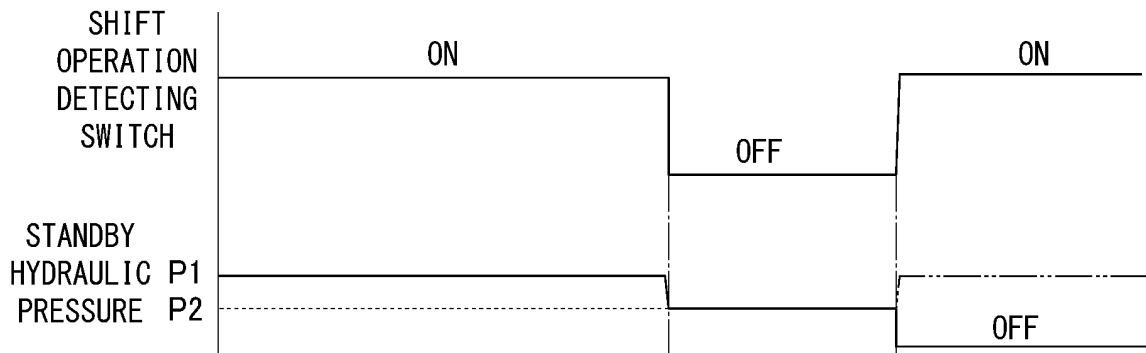 SHIFT
OPERATION
DETECTING
SWITCH
ON
OFF
ON
STANDBY
HYDRAULIC P1
PRESSURE P2
OFF